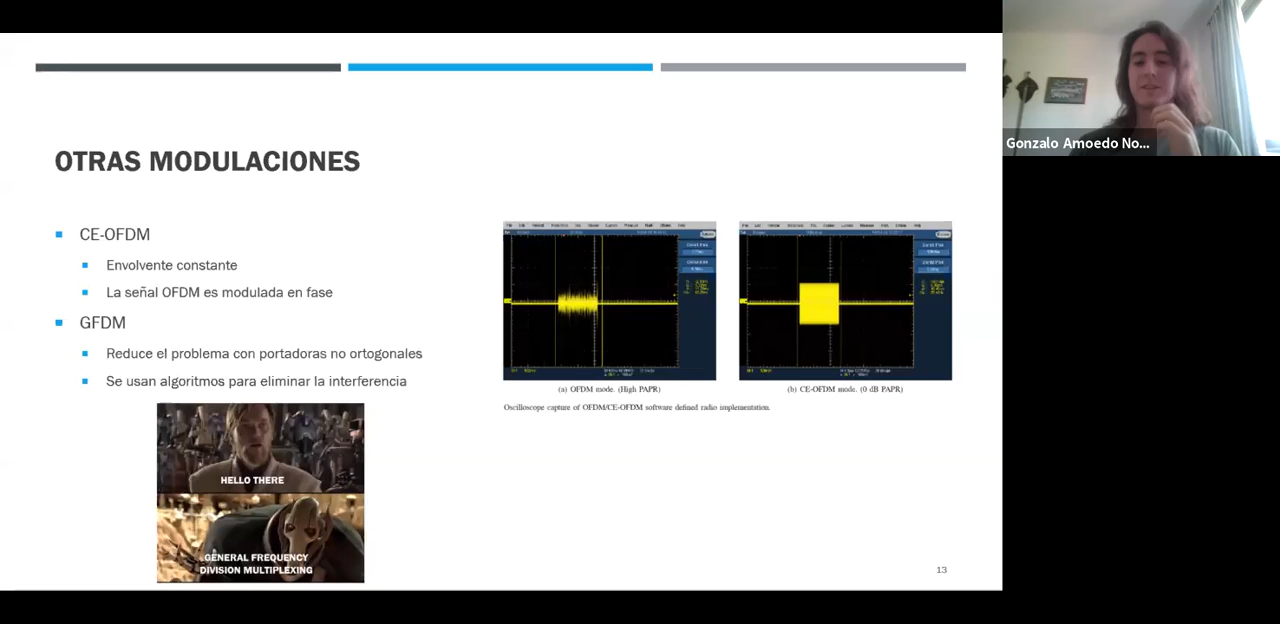 OTRAS MODULACIONES
CE-OFDM
Envolvente constante
La señal OFDM es modulada en fase
GFDM
Reduce el problema con portadoras no ortogonales
Se usan algoritmos para eliminar la interferencia
HELLO THERE
GENERAL FREQUENCY
DIVISION MULTIPLEXING
(a) OFDM mode. (High PAPR)
(b) CE-OFDM mode. (0 dB PAPR)
Oscilloscope capture of OFDM/CE-OFDM software defined radio implementation.
13
Gonzalo Amoedo No...